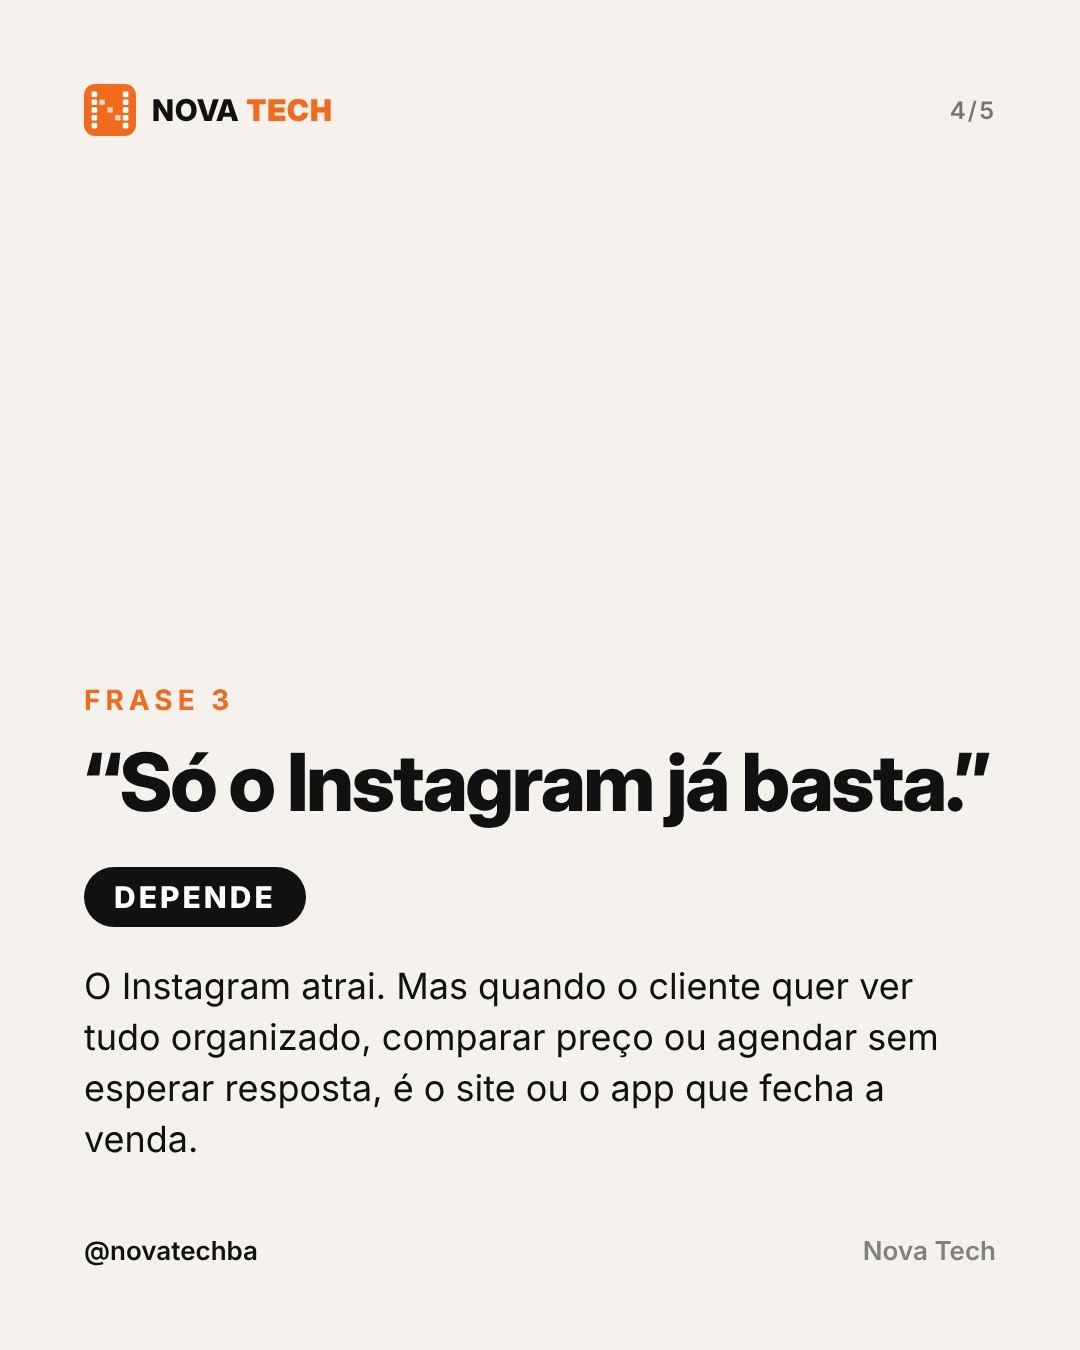 NOVA TECH
4/5
FRASE 3
“Só o Instagram já basta.”
DEPENDE
O Instagram atrai. Mas quando o cliente quer ver
tudo organizado, comparar preço ou agendar sem
esperar resposta, é o site ou o app que fecha a
venda.
@novatechba
Nova Tech